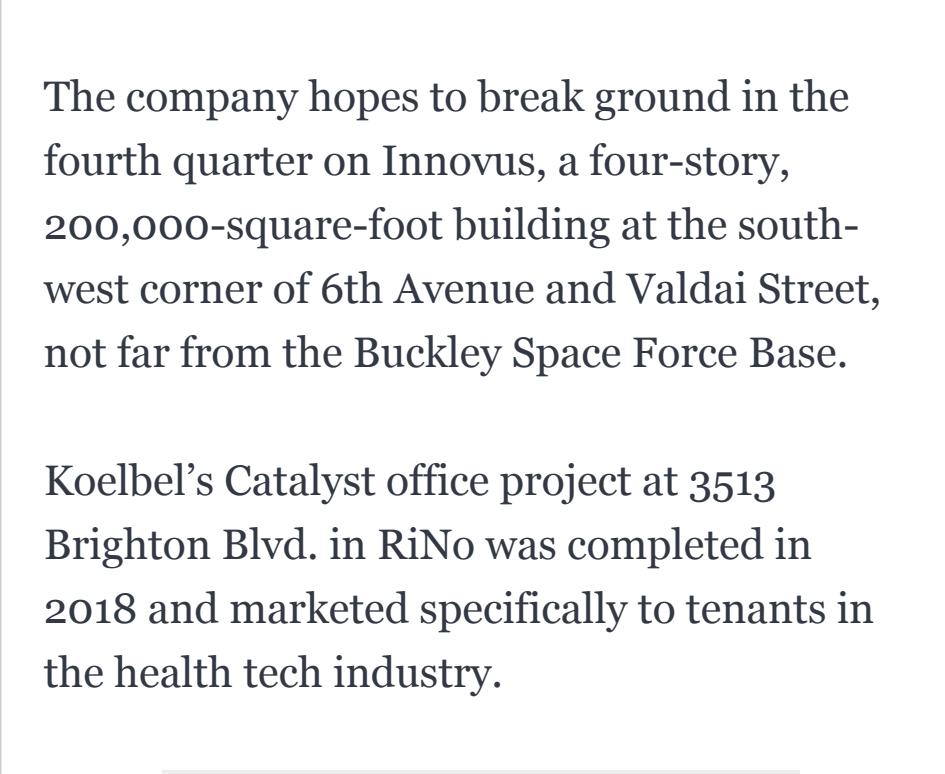 The company hopes to break ground in the
fourth quarter on Innovus, a four-story,
200,000-square-foot building at the south-
west corner of 6th Avenue and Valdai Street,
not far from the Buckley Space Force Base.
Koelbel’s Catalyst office project at 3513
Brighton Blvd. in RiNo was completed in
2018 and marketed specifically to tenants in
the health tech industry.